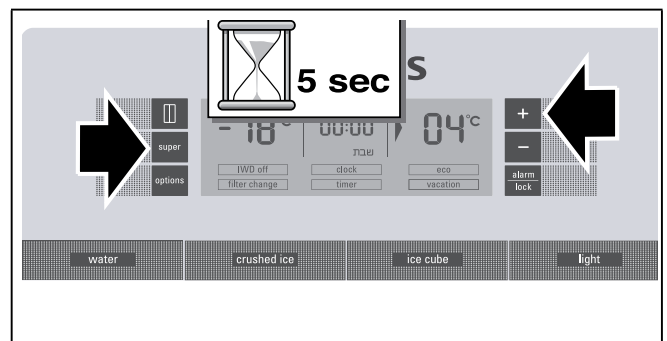 5 sec
S
super
options
- 18 °C
00:00
04 °C
שבת
IWD off
clock
eco
filter change
timer
vacation
+
−
alarm
lock
water
crushed ice
ice cube
light